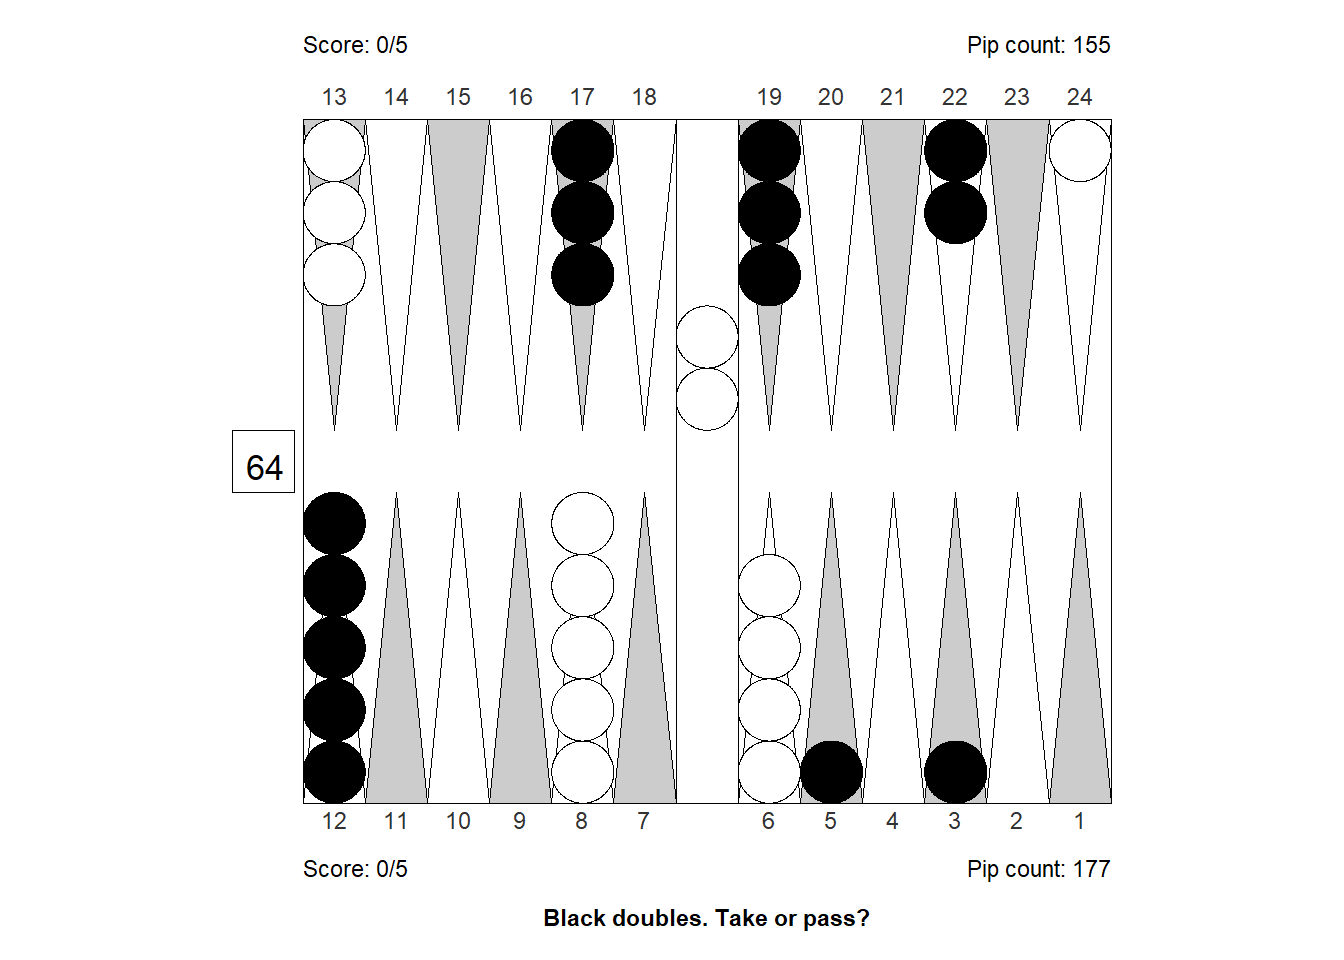 Score: 0/5 Pip count: 155
13 14 15 16 17 18 19 20 21 22 23 24
64
12 11 10 9 8 7 6 5 4 3 2 1
Score: 0/5 Pip count: 177
Black doubles. Take or pass?